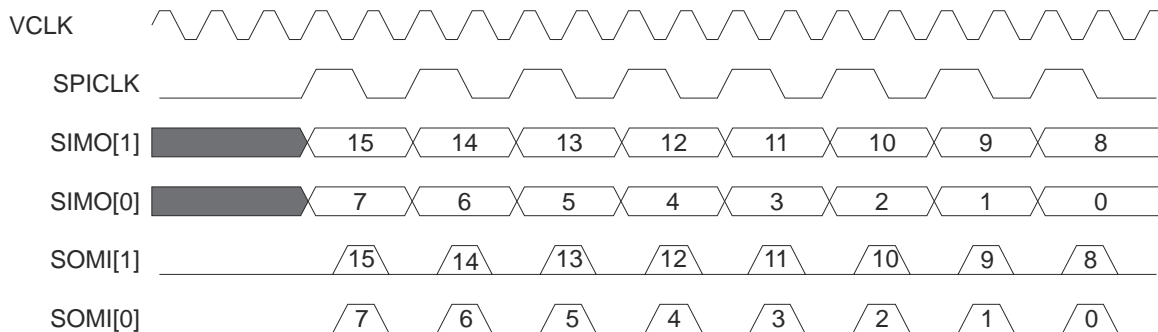 VCLK
SPICLK
SIMO[1] 15 14 13 12 11 10 9 8
SIMO[0] 7 6 5 4 3 2 1 0
SOMI[1] 15 14 13 12 11 10 9 8
SOMI[0] 7 6 5 4 3 2 1 0